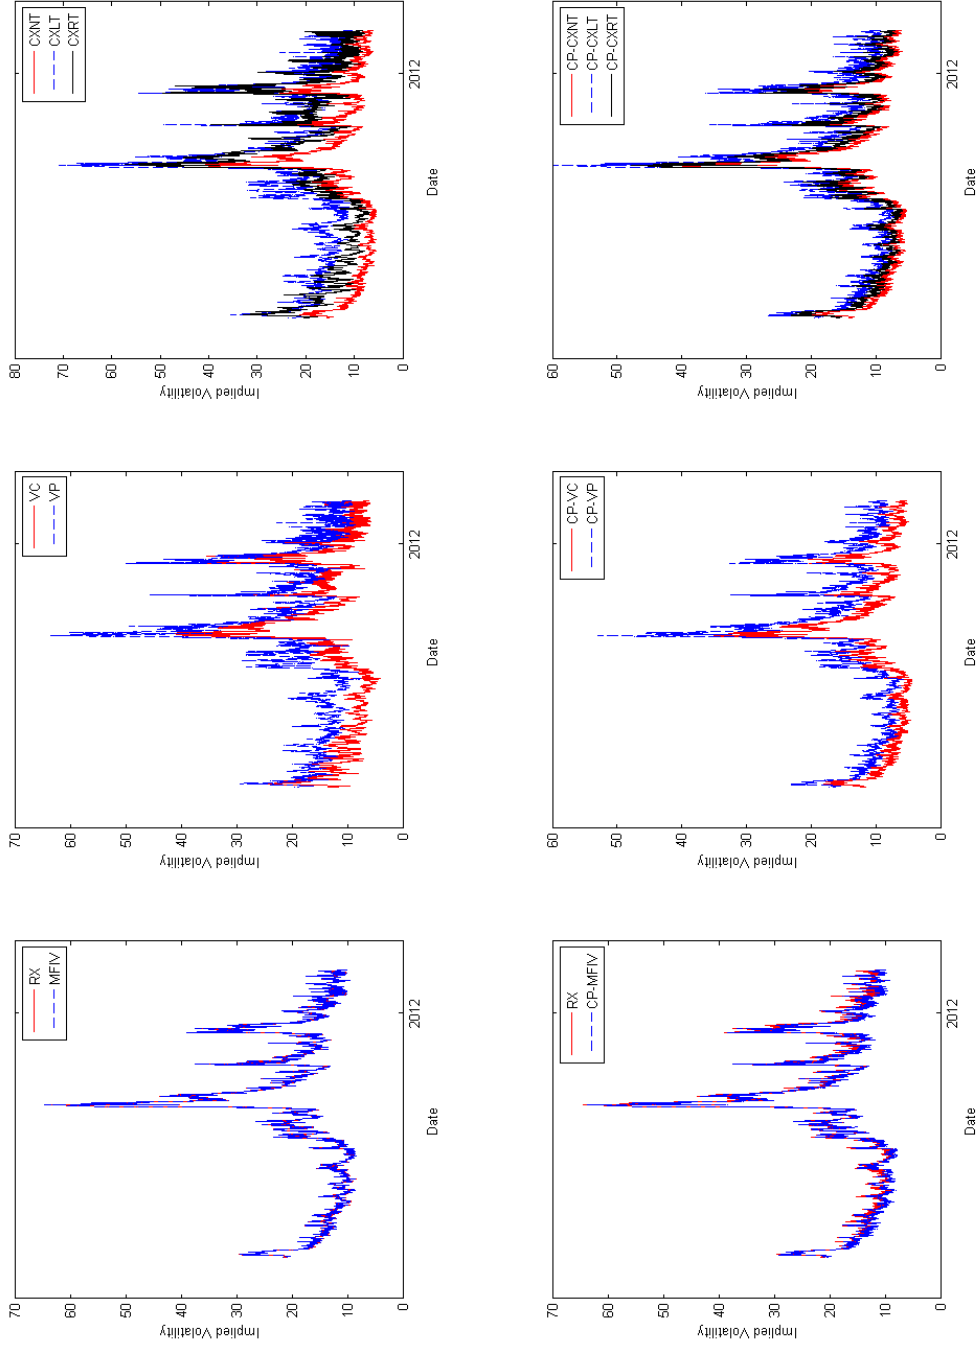 70
60
50
40
30
20
10
0
Implied Volatility
RX
MFIV
2012
Date
70
60
50
40
30
20
10
0
Implied Volatility
VC
VP
2012
Date
80
70
60
50
40
30
20
10
0
Implied Volatility
CXNT
CXLT
CXRT
2012
Date
70
60
50
40
30
20
10
0
Implied Volatility
RX
CP-MFIV
2012
Date
60
50
40
30
20
10
0
Implied Volatility
CP-VC
CP-VP
2012
Date
60
50
40
30
20
10
0
Implied Volatility
CP-CXNT
CP-CXLT
CP-CXRT
2012
Date